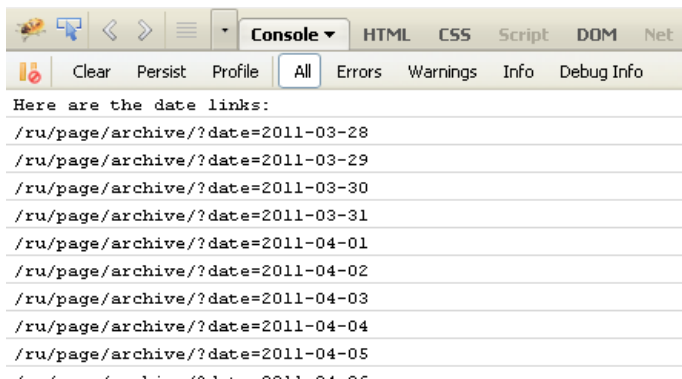 Console HTML CSS Script DOM Net
Clear Persist Profile All Errors Warnings Info Debug Info
Here are the date links:
/ru/page/archive/?date=2011-03-28
/ru/page/archive/?date=2011-03-29
/ru/page/archive/?date=2011-03-30
/ru/page/archive/?date=2011-03-31
/ru/page/archive/?date=2011-04-01
/ru/page/archive/?date=2011-04-02
/ru/page/archive/?date=2011-04-03
/ru/page/archive/?date=2011-04-04
/ru/page/archive/?date=2011-04-05